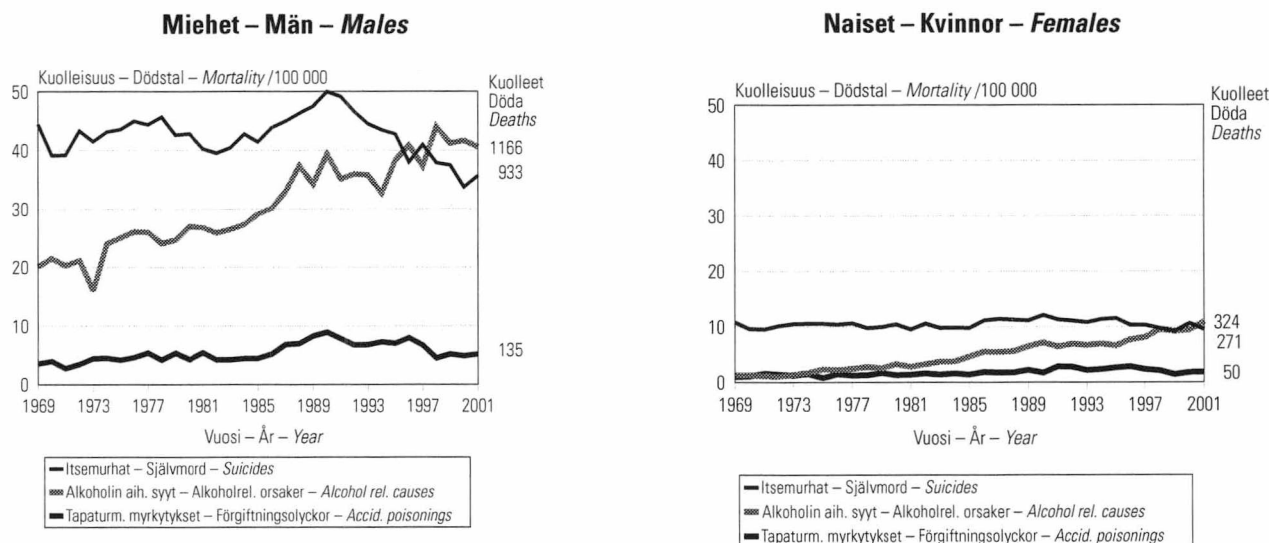 Miehet – Män – Males
Kuolleisuus – Dödstal – Mortality /100 000
Kuolleet
Döda
Deaths
50
40
30
20
10
0
1166
933
135
1969 1973 1977 1981 1985 1989 1993 1997 2001
Vuosi – År – Year
Itsemurhat – Självmord – Suicides
Alkoholin aih. syyt – Alkoholrel. orsaker – Alcohol rel. causes
Tapaturm. myrkytykset – Förgiftningsolyckor – Accid. poisonings
Naiset – Kvinnor – Females
Kuolleisuus – Dödstal – Mortality /100 000
Kuolleet
Döda
Deaths
50
40
30
20
10
0
324
271
50
1969 1973 1977 1981 1985 1989 1993 1997 2001
Vuosi – År – Year
Itsemurhat – Självmord – Suicides
Alkoholin aih. syyt – Alkoholrel. orsaker – Alcohol rel. causes
Tapaturm. myrkytykset – Förgiftningsolyckor – Accid. poisonings